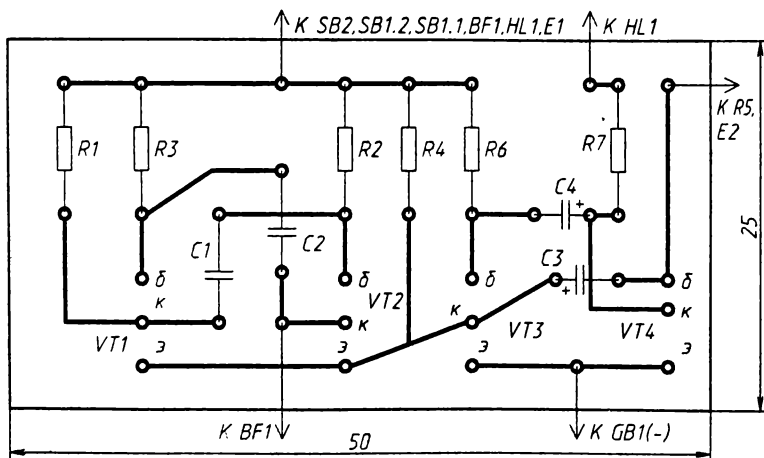 К SB2,SB1.2,SB1.1,BF1,HL1,E1
К HL1
К R5,
E2
R1
R3
R2
R4
R6
R7
C4
+
C1
C2
C3
+
25
б
б
б
б
к
VT2
к
к
к
VT1
VT3
VT4
э
э
э
э
К BF1
К GB1(-)
50